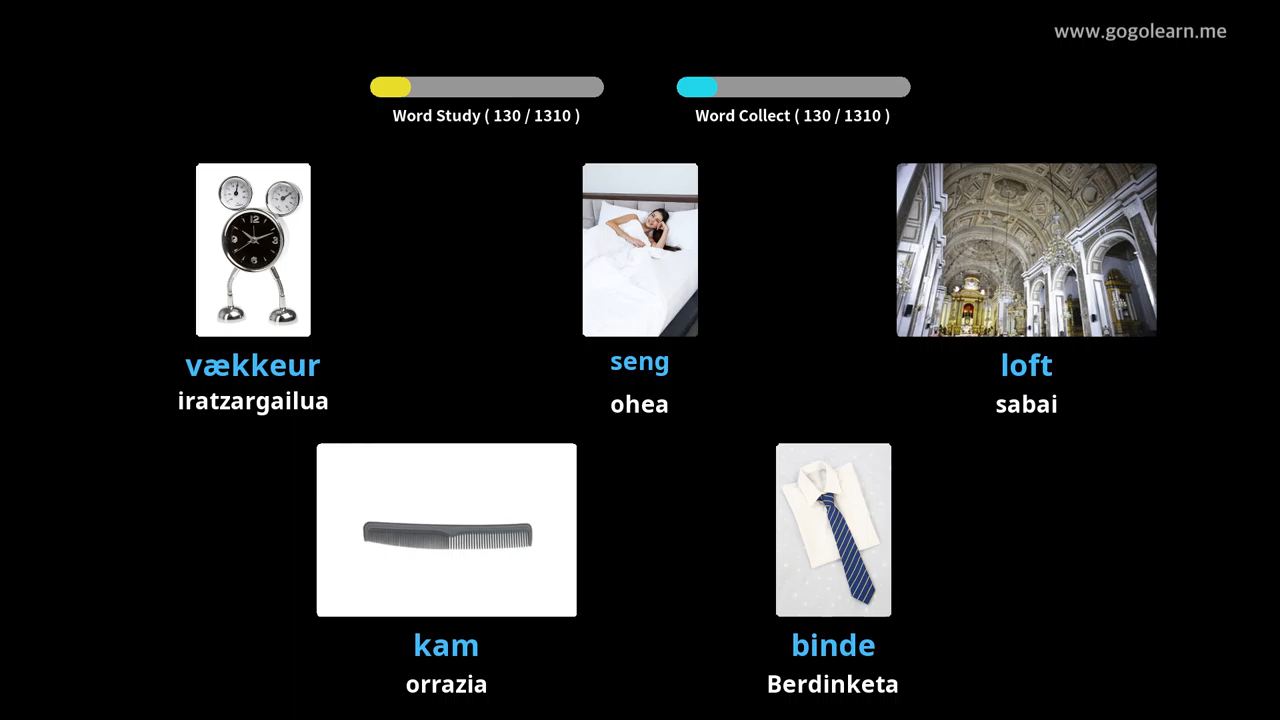 www.gogolearn.me
Word Study ( 130 / 1310 )
Word Collect ( 130 / 1310 )
vækkeur
iratzargailua
seng
ohea
loft
sabai
kam
orrazia
binde
Berdinketa